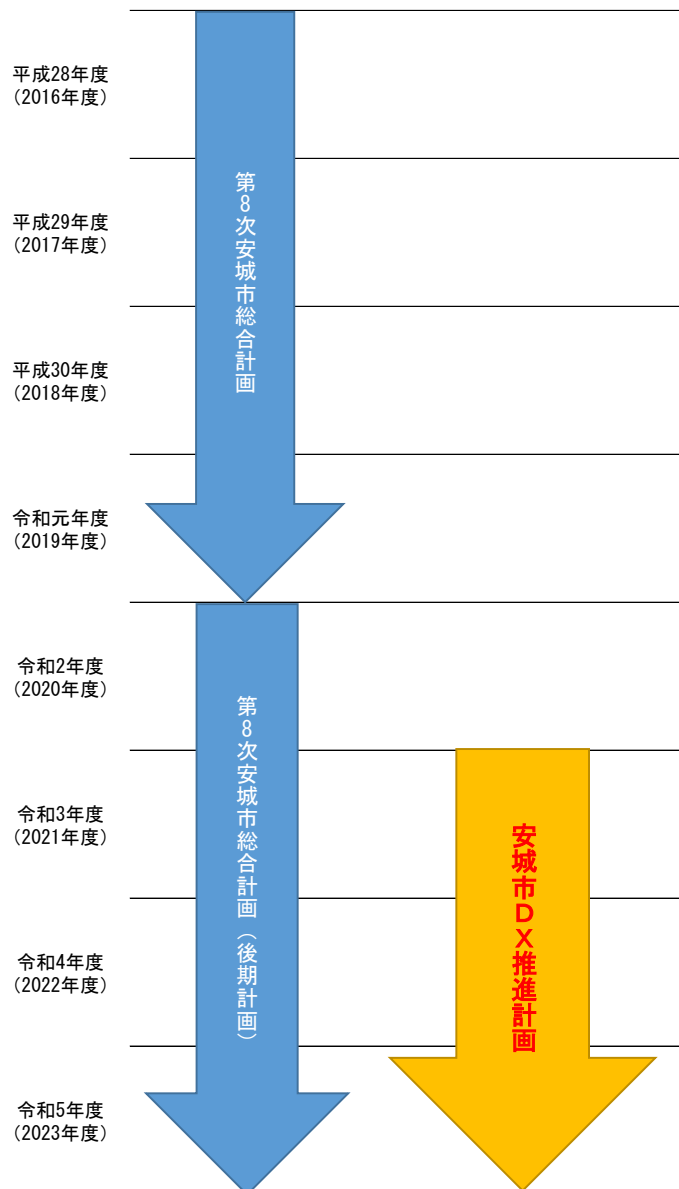 平成28年度
（2016年度）
平成29年度
（2017年度）
平成30年度
（2018年度）
令和元年度
（2019年度）
令和2年度
（2020年度）
令和3年度
（2021年度）
令和4年度
（2022年度）
令和5年度
（2023年度）
第8次安城市総合計画
第8次安城市総合計画（後期計画）
安城市ＤＸ推進計画